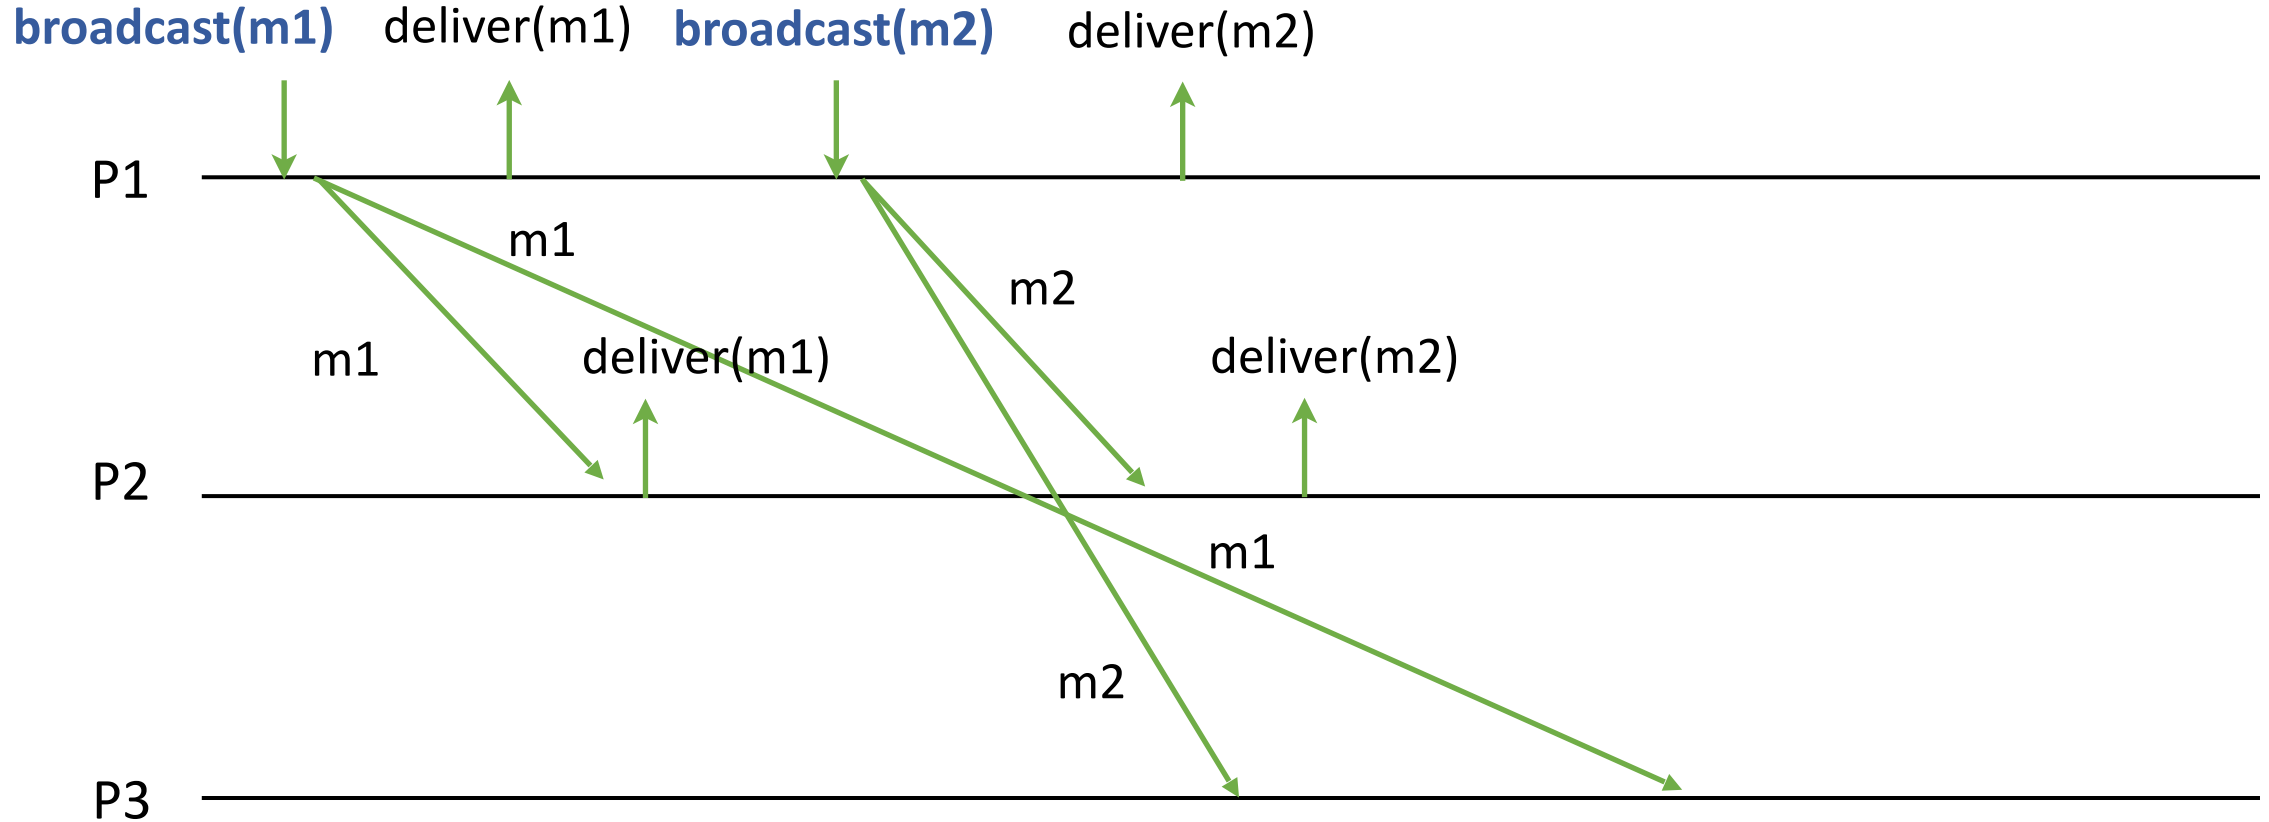 broadcast(m1) deliver(m1) broadcast(m2) deliver(m2)
P1
m1
m2
m1 deliver(m1) deliver(m2)
P2
m1
m2
P3